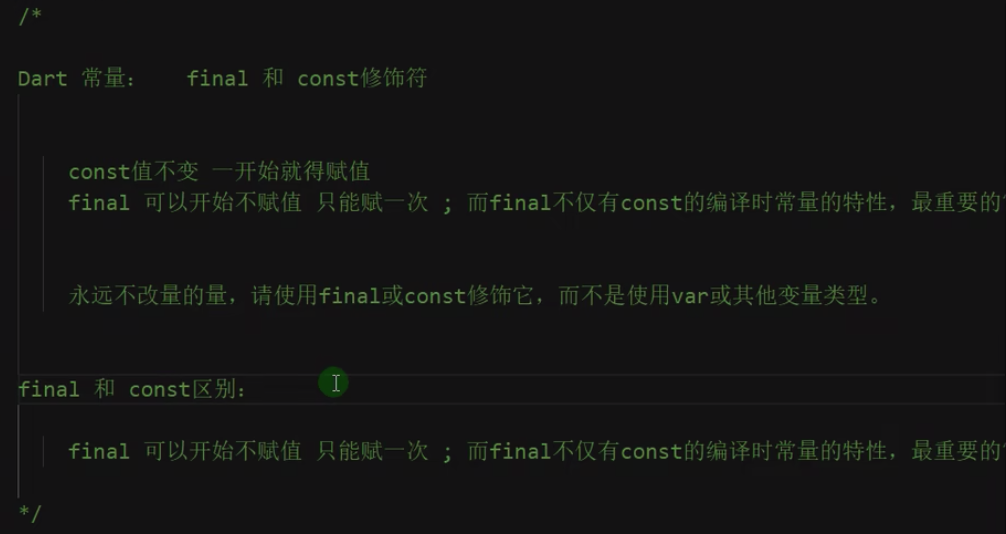 /*
Dart 常量： final 和 const修饰符
const值不变 一开始就得赋值
final 可以开始不赋值 只能赋一次 ; 而final不仅有const的编译时常量的特性，最重要的
永远不改量的量，请使用final或const修饰它，而不是使用var或其他变量类型。
final 和 const区别：
final 可以开始不赋值 只能赋一次 ; 而final不仅有const的编译时常量的特性，最重要的
*/